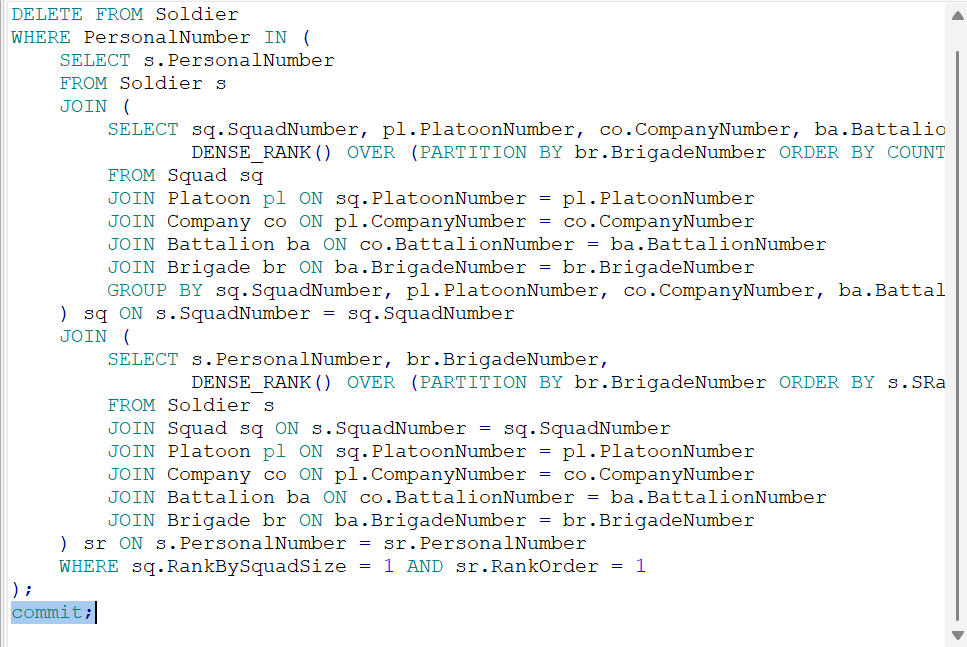 DELETE FROM Soldier
WHERE PersonalNumber IN (
    SELECT s.PersonalNumber
    FROM Soldier s
    JOIN (
        SELECT sq.SquadNumber, pl.PlatoonNumber, co.CompanyNumber, ba.Battalio
               DENSE_RANK() OVER (PARTITION BY br.BrigadeNumber ORDER BY COUNT
        FROM Squad sq
        JOIN Platoon pl ON sq.PlatoonNumber = pl.PlatoonNumber
        JOIN Company co ON pl.CompanyNumber = co.CompanyNumber
        JOIN Battalion ba ON co.BattalionNumber = ba.BattalionNumber
        JOIN Brigade br ON ba.BrigadeNumber = br.BrigadeNumber
        GROUP BY sq.SquadNumber, pl.PlatoonNumber, co.CompanyNumber, ba.Battal
    ) sq ON s.SquadNumber = sq.SquadNumber
    JOIN (
        SELECT s.PersonalNumber, br.BrigadeNumber,
               DENSE_RANK() OVER (PARTITION BY br.BrigadeNumber ORDER BY s.SRa
        FROM Soldier s
        JOIN Squad sq ON s.SquadNumber = sq.SquadNumber
        JOIN Platoon pl ON sq.PlatoonNumber = pl.PlatoonNumber
        JOIN Company co ON pl.CompanyNumber = co.CompanyNumber
        JOIN Battalion ba ON co.BattalionNumber = ba.BattalionNumber
        JOIN Brigade br ON ba.BrigadeNumber = br.BrigadeNumber
    ) sr ON s.PersonalNumber = sr.PersonalNumber
    WHERE sq.RankBySquadSize = 1 AND sr.RankOrder = 1
);
commit;